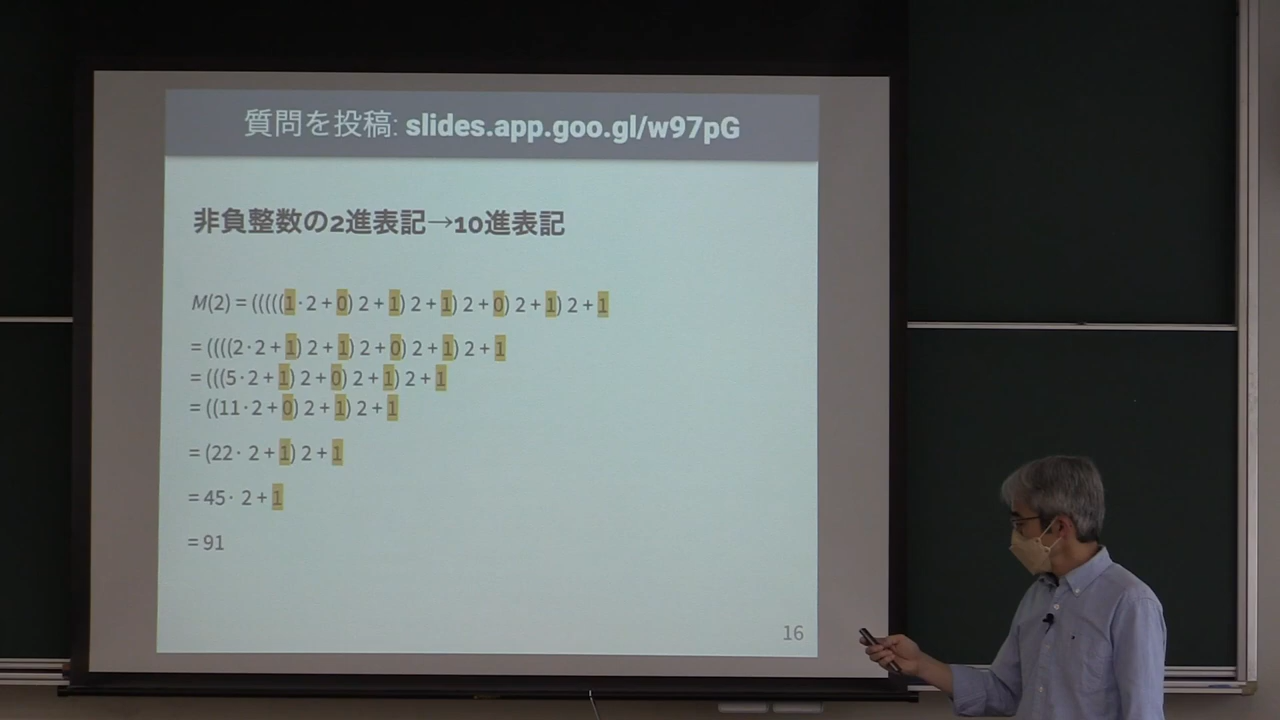 質問を投稿: slides.app.goo.gl/w97pG
非負整数の2進表記→10進表記
M(2) = (((((1·2+0) 2+1) 2+1) 2+0) 2+1) 2+1
= ((((2·2+1) 2+1) 2+0) 2+1) 2+1
= (((5·2+1) 2+0) 2+1) 2+1
= ((11·2+0) 2+1) 2+1
= (22· 2+1) 2+1
= 45· 2+1
= 91
16